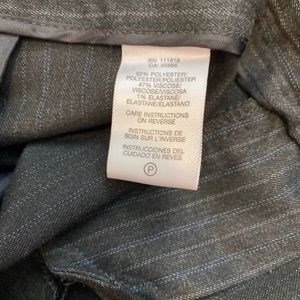 RN: 111818
CA: 45685
52% POLYESTER/
POLYESTER/POLIESTER
47% VISCOSE/
VISCOSE/VISCOSA
1% ELASTANE/
ELASTANE/ELASTANO
CARE INSTRUCTIONS
ON REVERSE
INSTRUCTIONS DE
SOIN SUR L'INVERSE
INSTRUCCIONES DEL
CUIDADO EN REVES
P